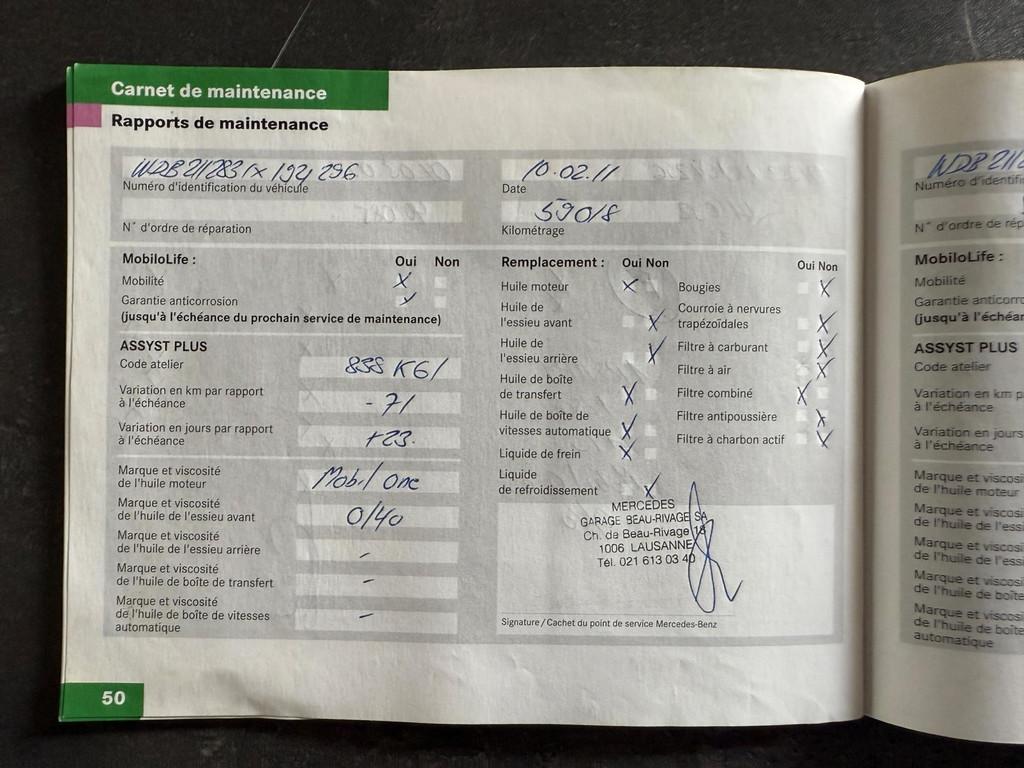 Carnet de maintenance
Rapports de maintenance
Numéro d'identification du véhicule
10.02.11
Date
N° d'ordre de réparation
59018
Kilométrage
MobiloLife : Oui Non
Mobilité X
Garantie anticorrosion
(jusqu'à l'échéance du prochain service de maintenance)
ASSYST PLUS
Code atelier
Variation en km par rapport
à l'échéance - 71
Variation en jours par rapport
à l'échéance +23.
Marque et viscosité
de l'huile moteur Mobil One
Marque et viscosité
de l'huile de l'essieu avant 0/40
Marque et viscosité
de l'huile de l'essieu arrière -
Marque et viscosité
de l'huile de boîte de transfert -
Marque et viscosité
de l'huile de boîte de vitesses
automatique -
Remplacement : Oui Non
Huile moteur X
Huile de
l'essieu avant X
Huile de
l'essieu arrière X
Huile de boîte
de transfert X
Huile de boîte de
vitesses automatique X
Liquide de frein X
Liquide
de refroidissement X
Oui Non
Bougies X
Courroie à nervures
trapézoïdales X
Filtre à carburant X
Filtre à air X
Filtre combiné X
Filtre antipoussière X
Filtre à charbon actif X
MERCEDES
GARAGE BEAU-RIVAGE SA
Ch. de Beau-Rivage 18
1006 LAUSANNE
Tél. 021 613 03 40
Signature/Cachet du point de service Mercedes-Benz
50
Numéro d'identifi
N° d'ordre de rép
MobiloLife :
Mobilité
Garantie anticorro
(jusqu'à l'échéan
ASSYST PLUS
Code atelier
Variation en km p
à l'échéance
Variation en jours
à l'échéance
Marque et viscosi
de l'huile moteur
Marque et viscosi
de l'huile de l'ess
Marque et viscosi
de l'huile de l'ess
Marque et viscosi
de l'huile de boîte
Marque et viscosi
de l'huile de boîte
automatique